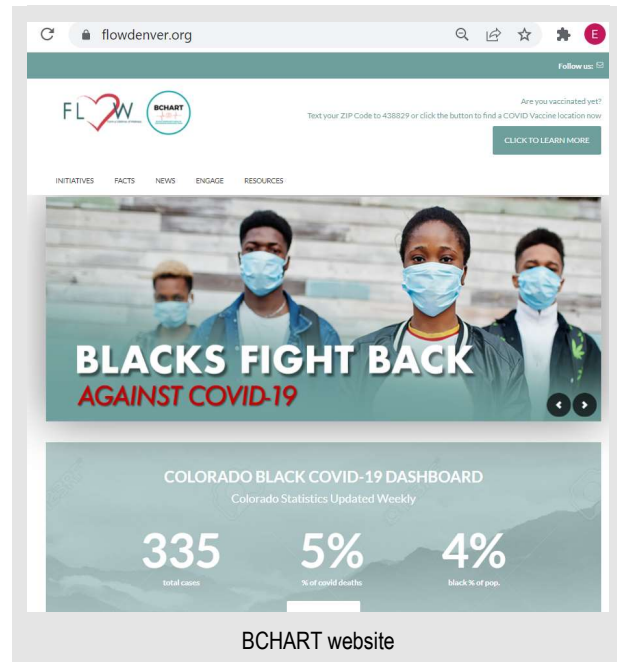 flowdenver.org
E
Follow us:
FLOW
BCHART
Are you vaccinated yet?
Text your ZIP Code to 438829 or click the button to find a COVID Vaccine location now
CLICK TO LEARN MORE
INITIATIVES FACTS NEWS ENGAGE RESOURCES
BLACKS FIGHT BACK
AGAINST COVID-19
COLORADO BLACK COVID-19 DASHBOARD
Colorado Statistics Updated Weekly
335 5% 4%
total cases % of covid deaths black % of pop.
BCHART website